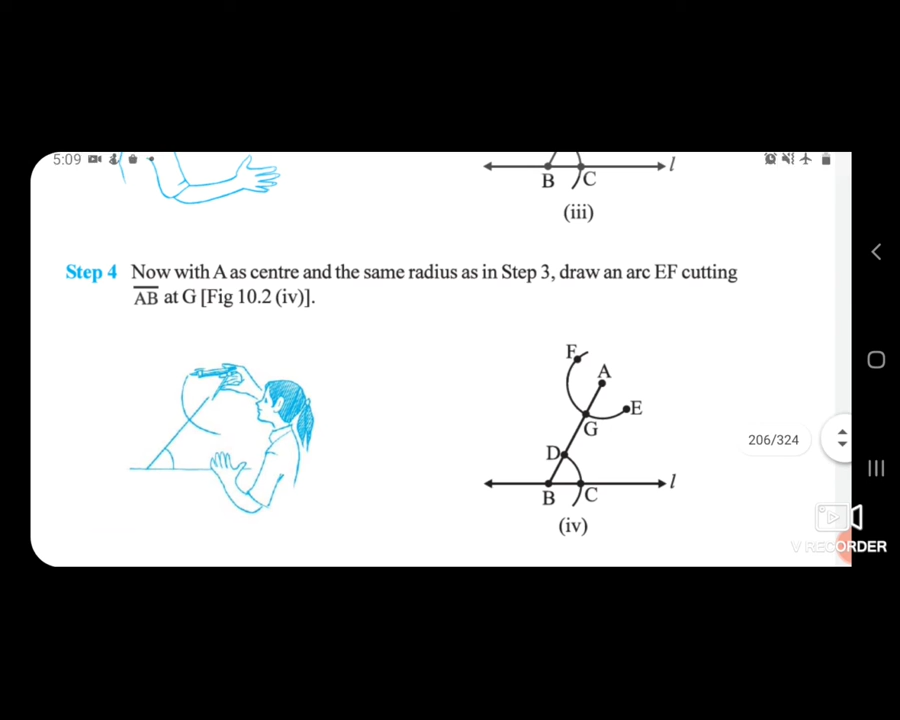 5:09
l
B
C
(iii)
Step 4 Now with A as centre and the same radius as in Step 3, draw an arc EF cutting
AB at G [Fig 10.2 (iv)].
F
A
E
G
206/324
D
l
B
C
(iv)
V RECORDER